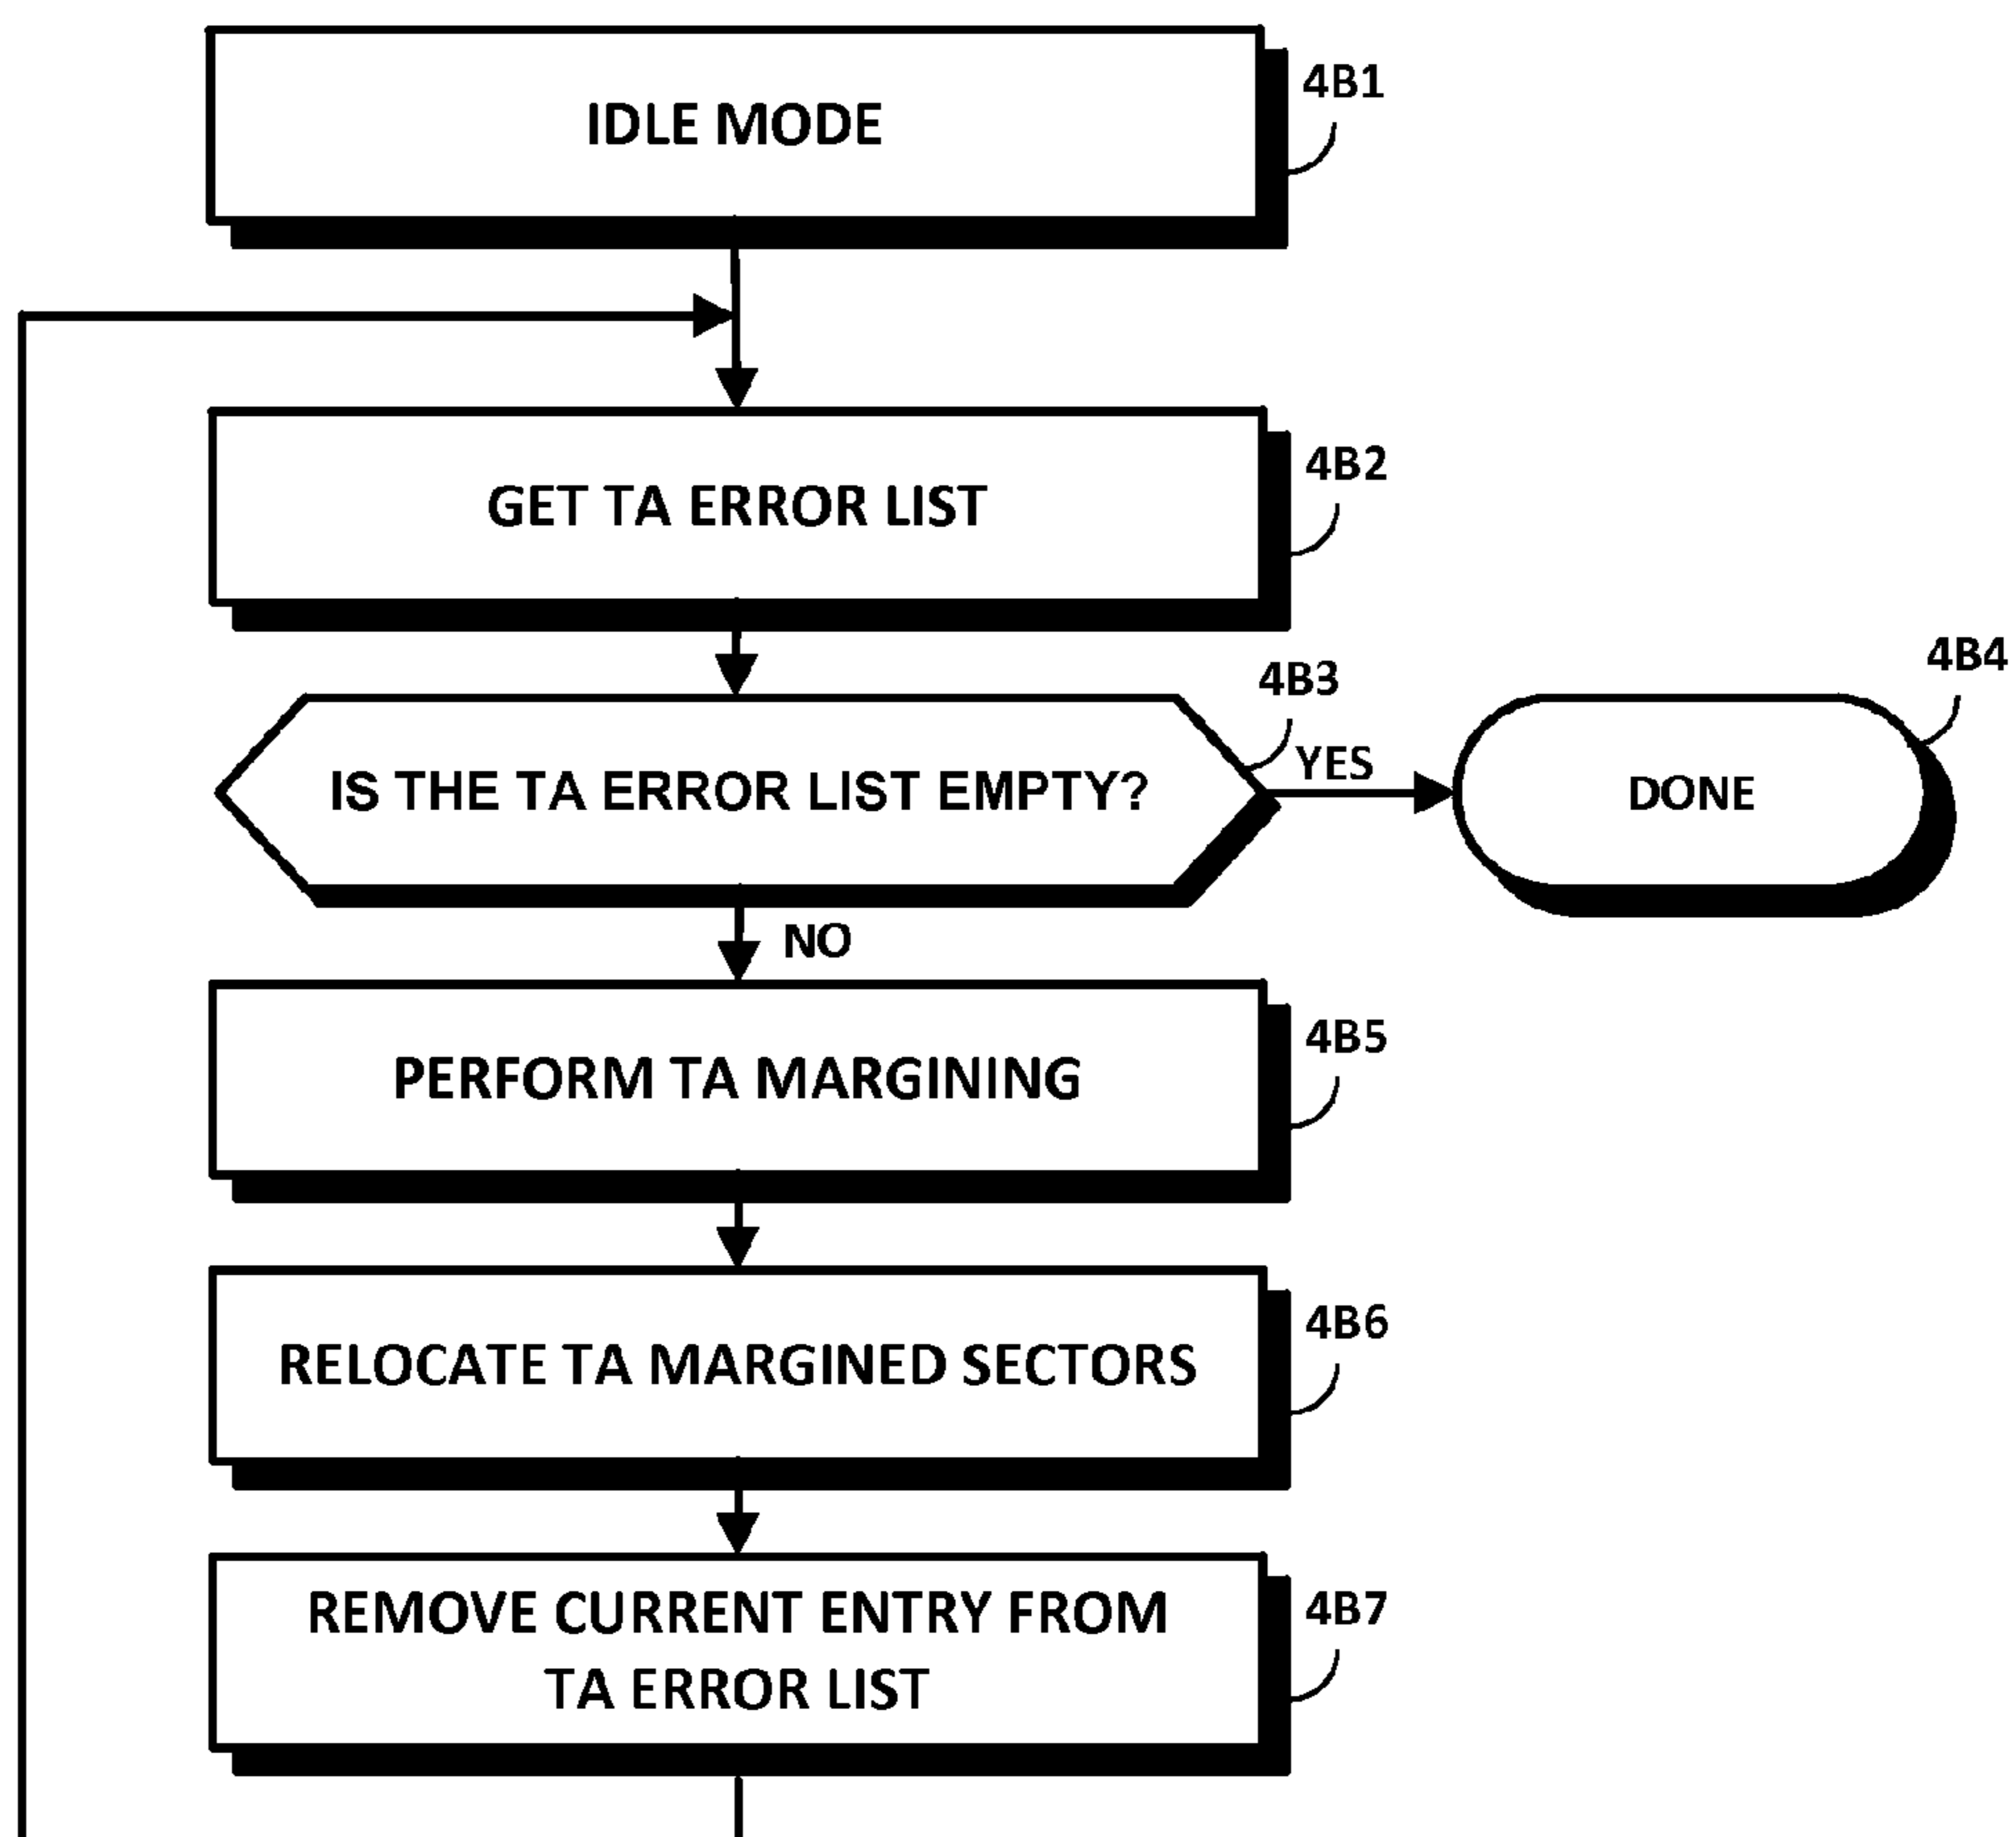 IDLE MODE
4B1
GET TA ERROR LIST
4B2
IS THE TA ERROR LIST EMPTY?
4B3
YES
DONE
4B4
NO
PERFORM TA MARGINING
4B5
RELOCATE TA MARGINED SECTORS
4B6
REMOVE CURRENT ENTRY FROM
TA ERROR LIST
4B7